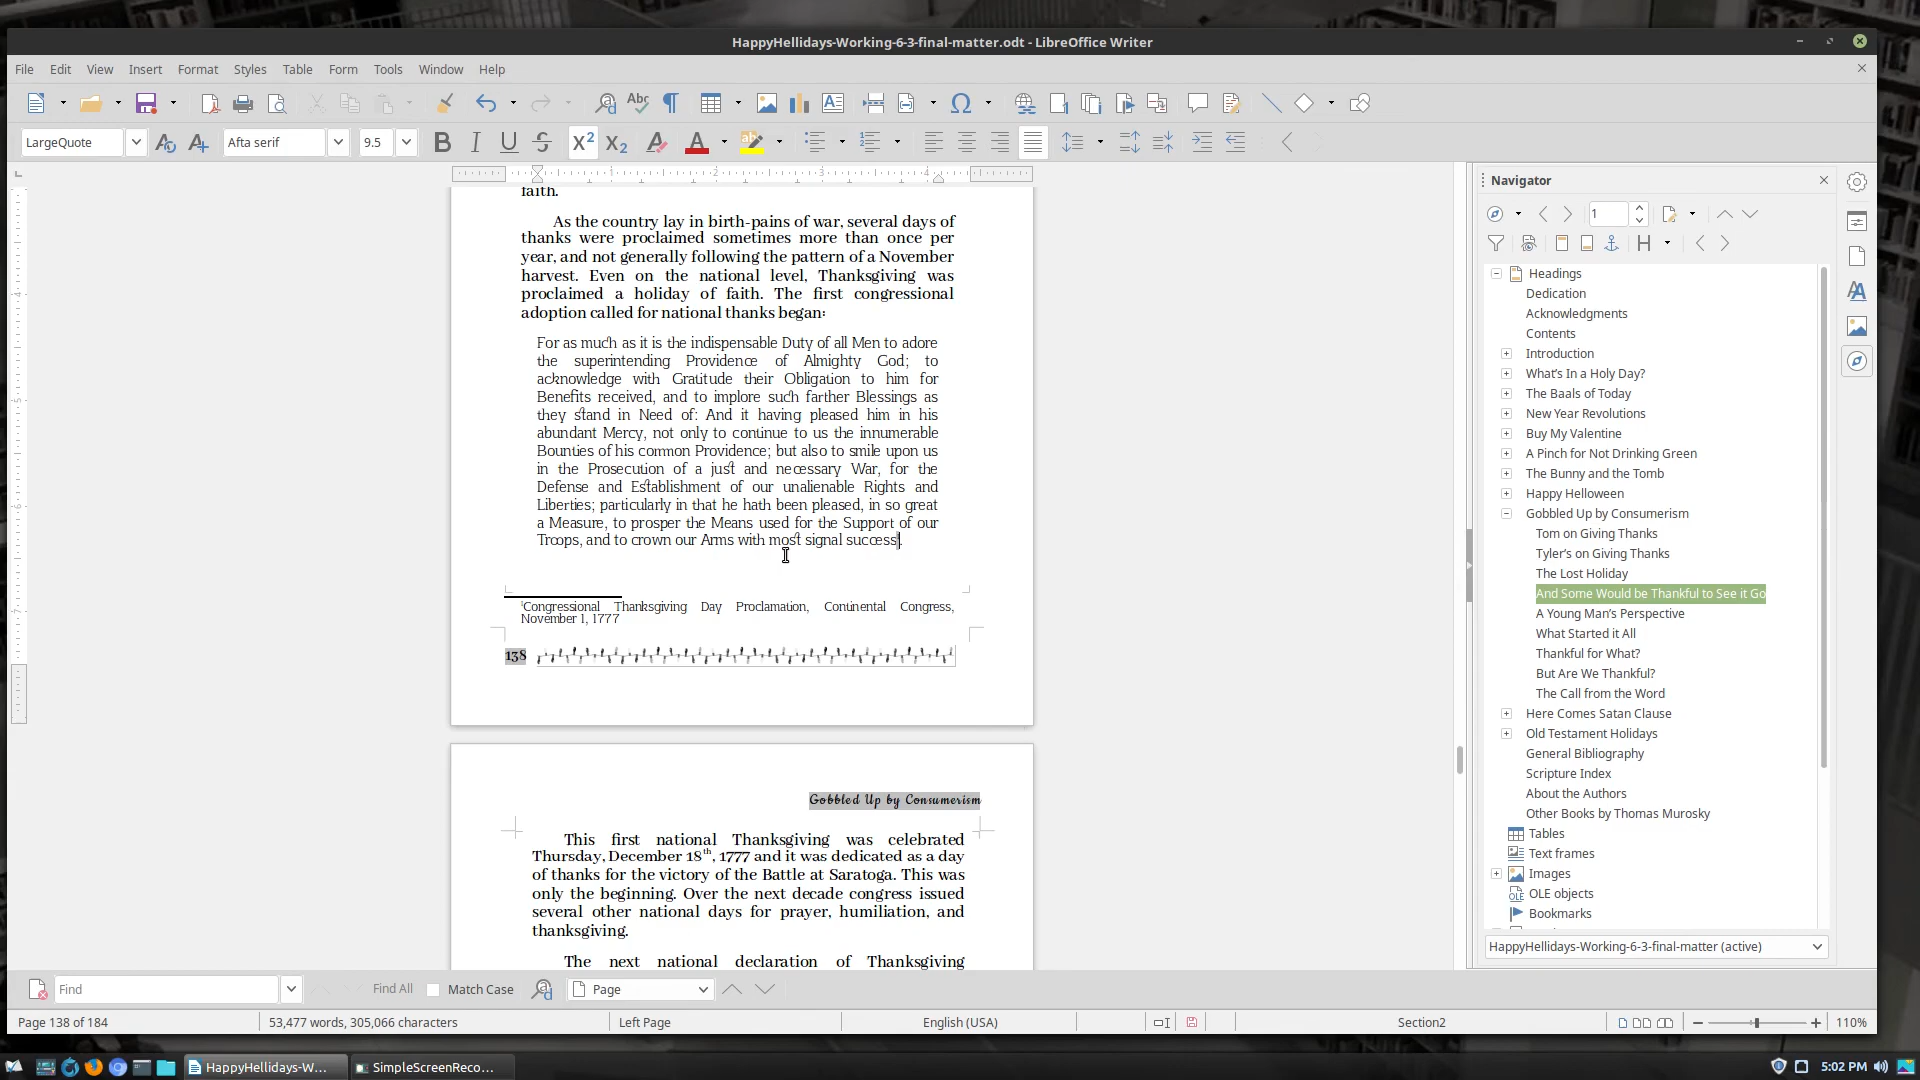 HappyHellidays-Working-6-3-final-matter.odt - LibreOffice Writer
File Edit View Insert Format Styles Table Form Tools Window Help
LargeQuote Afta serif 9.5
Navigator
1
faith.
As the country lay in birth-pains of war, several days of
thanks were proclaimed sometimes more than once per
year, and not generally following the pattern of a November
harvest. Even on the national level, Thanksgiving was
proclaimed a holiday of faith. The first congressional
adoption called for national thanks began:
For as much as it is the indispensable Duty of all Men to adore
the superintending Providence of Almighty God; to
acknowledge with Gratitude their Obligation to him for
Benefits received, and to implore such farther Blessings as
they stand in Need of: And it having pleased him in his
abundant Mercy, not only to continue to us the innumerable
Bounties of his common Providence; but also to smile upon us
in the Prosecution of a just and necessary War, for the
Defense and Establishment of our unalienable Rights and
Liberties; particularly in that he hath been pleased, in so great
a Measure, to prosper the Means used for the Support of our
Troops, and to crown our Arms with most signal success.
1Congressional Thanksgiving Day Proclamation, Continental Congress,
November 1, 1777
138
Gobbled Up by Consumerism
This first national Thanksgiving was celebrated
Thursday, December 18th, 1777 and it was dedicated as a day
of thanks for the victory of the Battle at Saratoga. This was
only the beginning. Over the next decade congress issued
several other national days for prayer, humiliation, and
thanksgiving.
The next national declaration of Thanksgiving
Headings
Dedication
Acknowledgments
Contents
Introduction
What's In a Holy Day?
The Baals of Today
New Year Revolutions
Buy My Valentine
A Pinch for Not Drinking Green
The Bunny and the Tomb
Happy Helloween
Gobbled Up by Consumerism
Tom on Giving Thanks
Tyler's on Giving Thanks
The Lost Holiday
And Some Would be Thankful to See it Go
A Young Man's Perspective
What Started it All
Thankful for What?
But Are We Thankful?
The Call from the Word
Here Comes Satan Clause
Old Testament Holidays
General Bibliography
Scripture Index
About the Authors
Other Books by Thomas Murosky
Tables
Text frames
Images
OLE objects
Bookmarks
HappyHellidays-Working-6-3-final-matter (active)
Find Find All Match Case Page
Page 138 of 184 53,477 words, 305,066 characters Left Page English (USA) Section2 110%
HappyHellidays-W... SimpleScreenReco... 5:02 PM